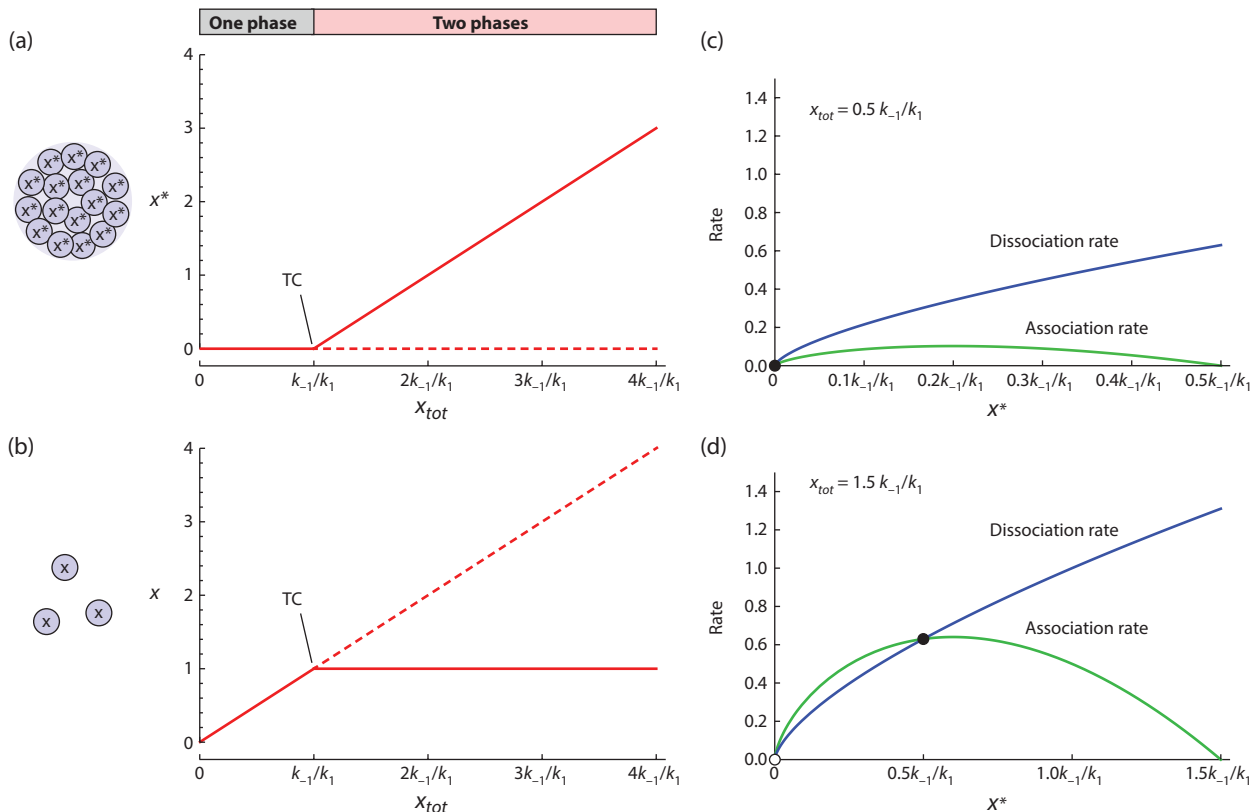 One phase Two phases
(a)
4
3
2
1
0
x*
x* x* x* x* x* x* x* x* x* x* x* x* x* x* x* x* x*
TC
0 k₋₁/k₁ 2k₋₁/k₁ 3k₋₁/k₁ 4k₋₁/k₁
x_tot
(b)
4
3
2
1
0
x
x
x x
TC
0 k₋₁/k₁ 2k₋₁/k₁ 3k₋₁/k₁ 4k₋₁/k₁
x_tot
(c)
x_tot = 0.5 k₋₁/k₁
1.4
1.2
1.0
0.8
0.6
0.4
0.2
0.0
Rate
Dissociation rate
Association rate
0 0.1k₋₁/k₁ 0.2k₋₁/k₁ 0.3k₋₁/k₁ 0.4k₋₁/k₁ 0.5k₋₁/k₁
x*
(d)
x_tot = 1.5 k₋₁/k₁
1.4
1.2
1.0
0.8
0.6
0.4
0.2
0.0
Rate
Dissociation rate
Association rate
0 0.5k₋₁/k₁ 1.0k₋₁/k₁ 1.5k₋₁/k₁
x*